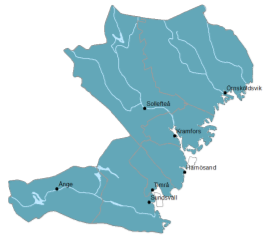 Örnsköldsvik
Sollefteå
Kramfors
Härnösand
Timrå
Ånge
Sundsvall